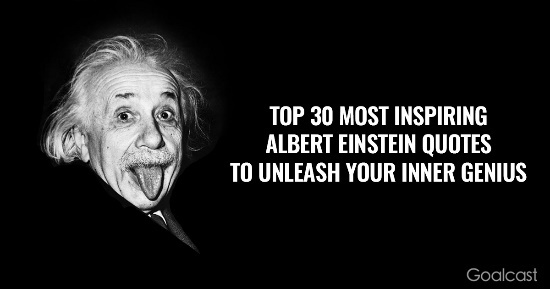 TOP 30 MOST INSPIRING
ALBERT EINSTEIN QUOTES
TO UNLEASH YOUR INNER GENIUS
Goalcast